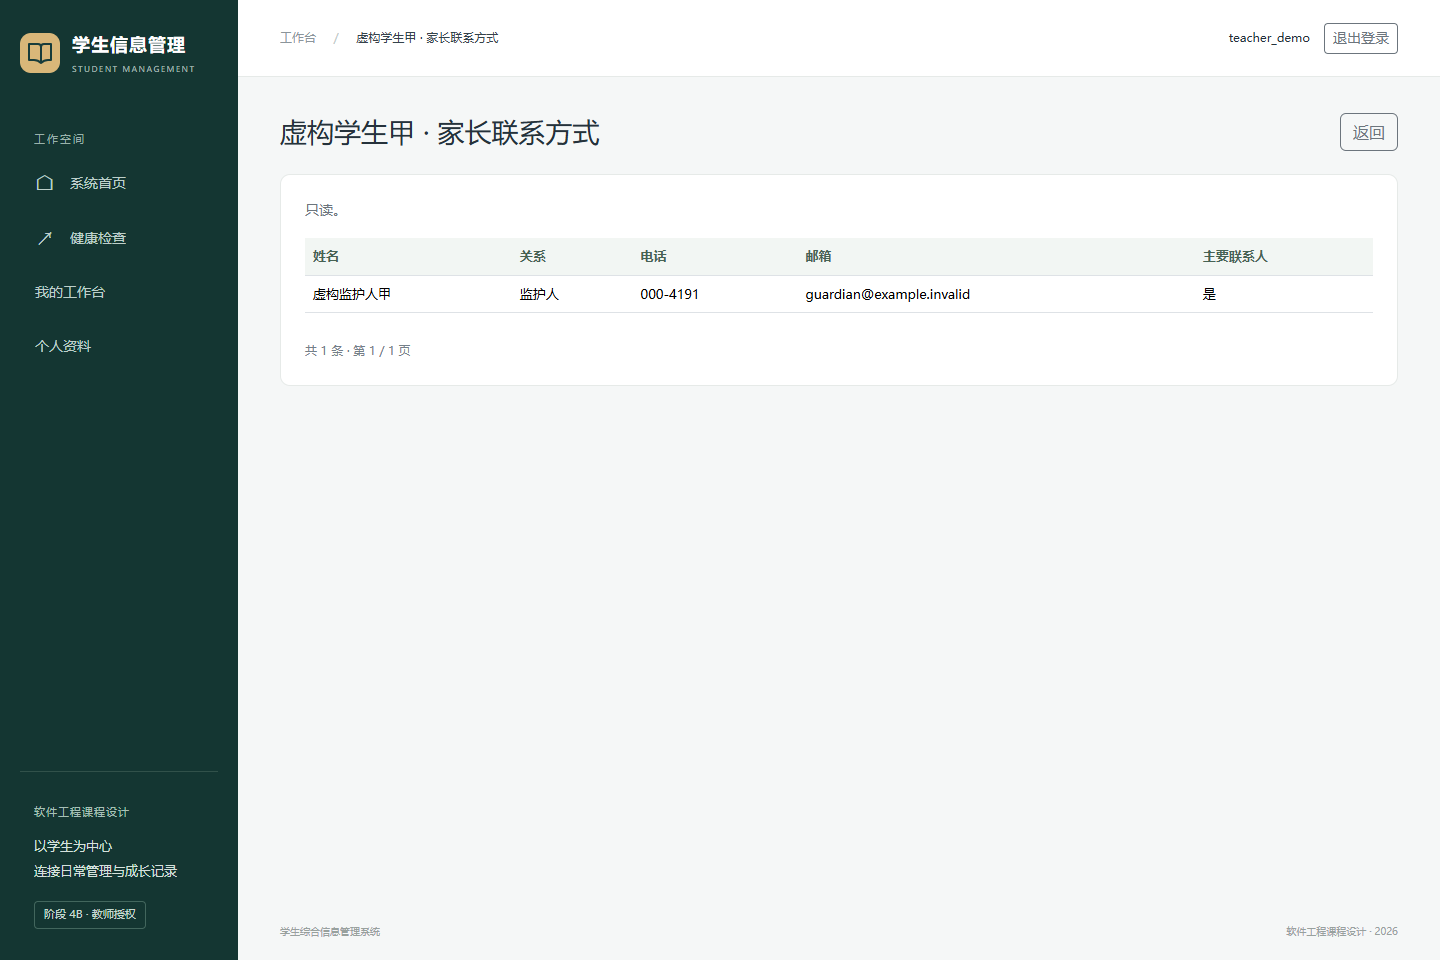 学生信息管理
STUDENT MANAGEMENT
工作空间
系统首页
健康检查
我的工作台
个人资料
软件工程课程设计
以学生为中心
连接日常管理与成长记录
阶段 4B · 教师授权
工作台 / 虚构学生甲 · 家长联系方式
teacher_demo 退出登录
虚构学生甲 · 家长联系方式
返回
只读。
姓名 关系 电话 邮箱 主要联系人
虚构监护人甲 监护人 000-4191 guardian@example.invalid 是
共 1 条 · 第 1 / 1 页
学生综合信息管理系统
软件工程课程设计 · 2026